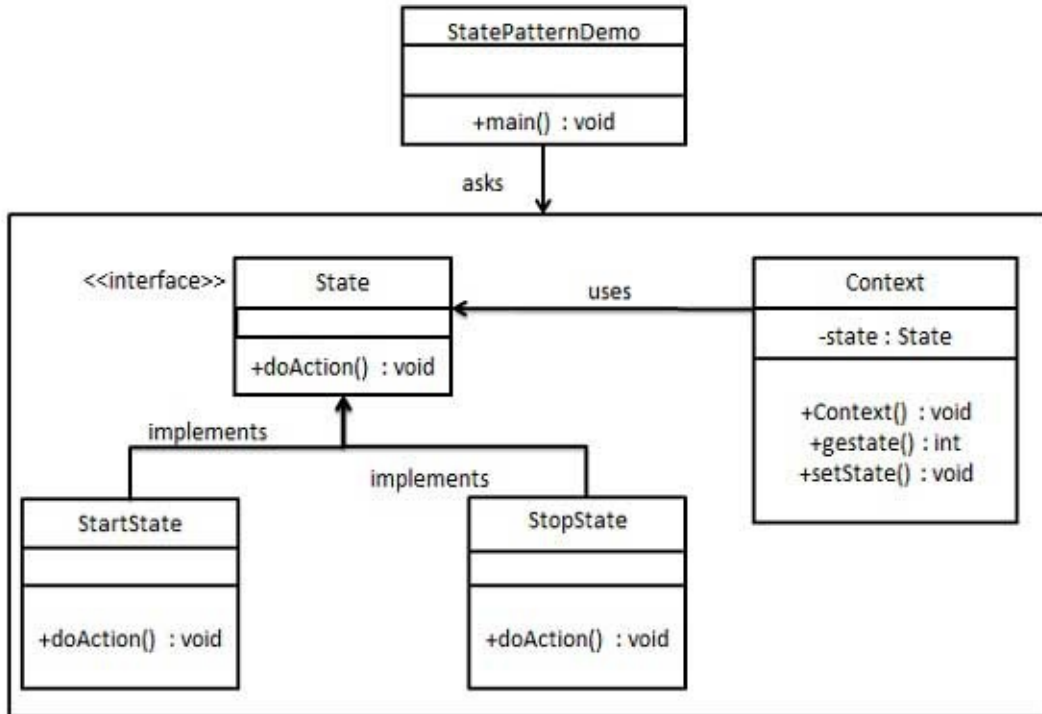 StatePatternDemo
+main() : void
asks
<<interface>>
State
+doAction() : void
uses
Context
-state : State
+Context() : void
+gestate() : int
+setState() : void
implements
implements
StartState
+doAction() : void
StopState
+doAction() : void